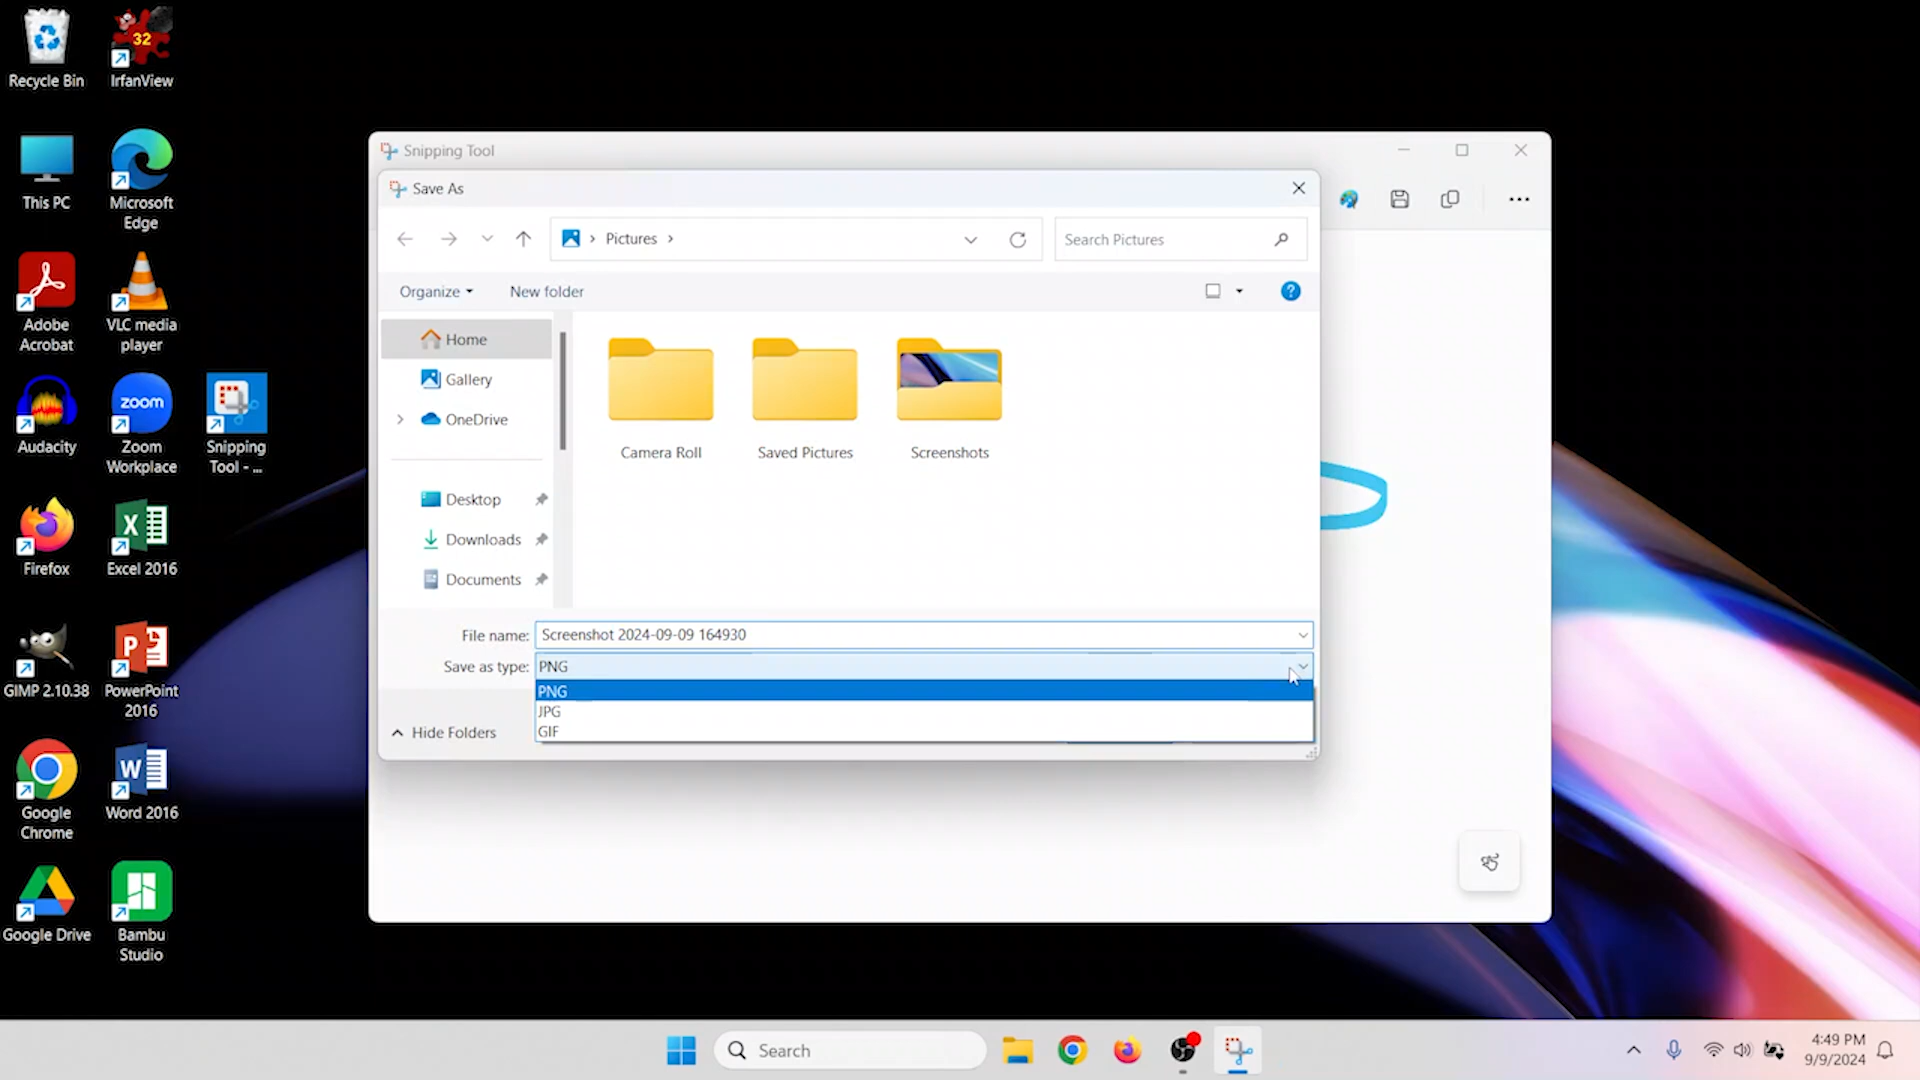 Recycle Bin
32
IrfanView
This PC
Microsoft
Edge
Adobe
Acrobat
VLC media
player
Audacity
zoom
Zoom
Workplace
Snipping
Tool - ...
Firefox
X
Excel 2016
GIMP 2.10.38
P
PowerPoint
2016
Google
Chrome
W
Word 2016
Google Drive
Bambu
Studio
Snipping Tool
Save As
Pictures
Search Pictures
Organize
New folder
?
Home
Gallery
OneDrive
Desktop
Downloads
Documents
Camera Roll
Saved Pictures
Screenshots
File name: Screenshot 2024-09-09 164930
Save as type: PNG
PNG
JPG
GIF
Hide Folders
Search
4:49 PM
9/9/2024